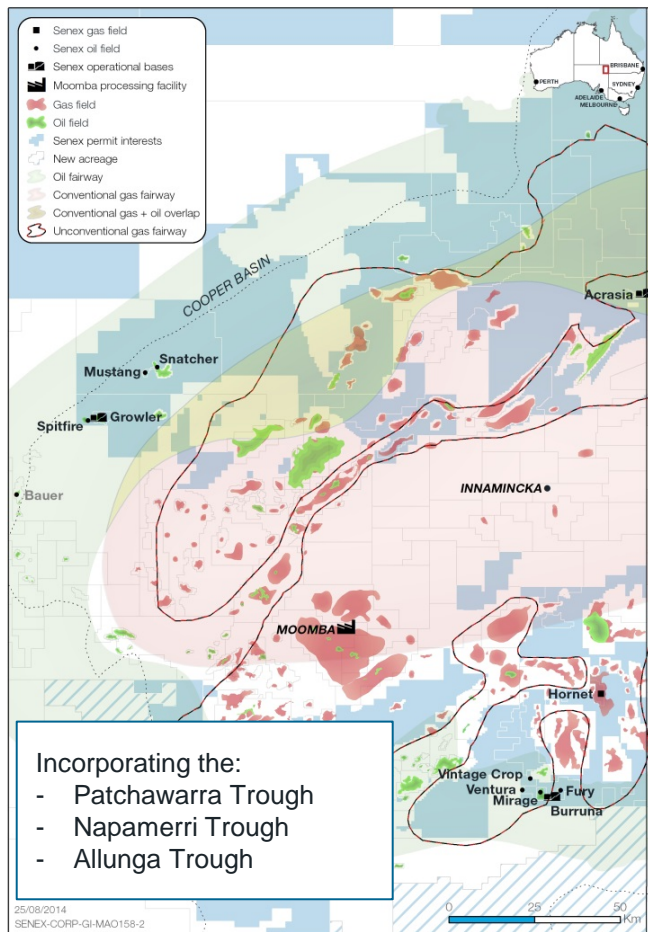 Senex gas field
Senex oil field
Senex operational bases
Moomba processing facility
Gas field
Oil field
Senex permit interests
New acreage
Oil fairway
Conventional gas fairway
Conventional gas + oil overlap
Unconventional gas fairway
BRISBANE
PERTH
SYDNEY
ADELAIDE
MELBOURNE
COOPER BASIN
Acrasia
Snatcher
Mustang
Growler
Spitfire
Bauer
INNAMINCKA
MOOMBA
Hornet
Vintage Crop
Ventura
Fury
Mirage
Burruna
Incorporating the:
- Patchawarra Trough
- Napamerri Trough
- Allunga Trough
25/08/2014
SENEX-CORP-GI-MAO158-2
0 25 50
Km